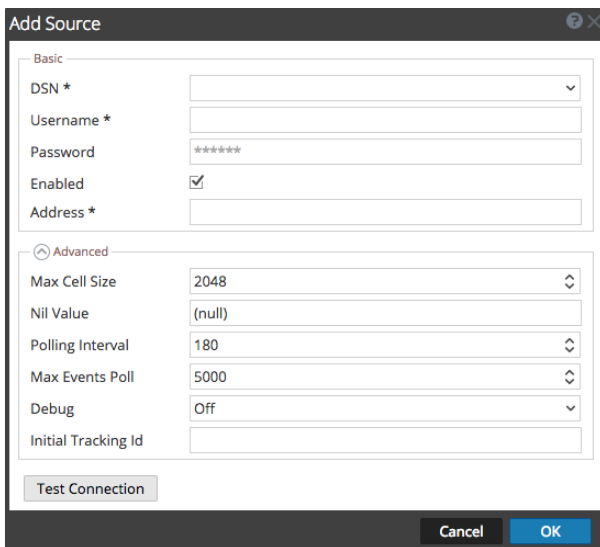 Add Source
Basic
DSN *
Username *
Password ******
Enabled
Address *
Advanced
Max Cell Size 2048
Nil Value (null)
Polling Interval 180
Max Events Poll 5000
Debug Off
Initial Tracking Id
Test Connection
Cancel OK